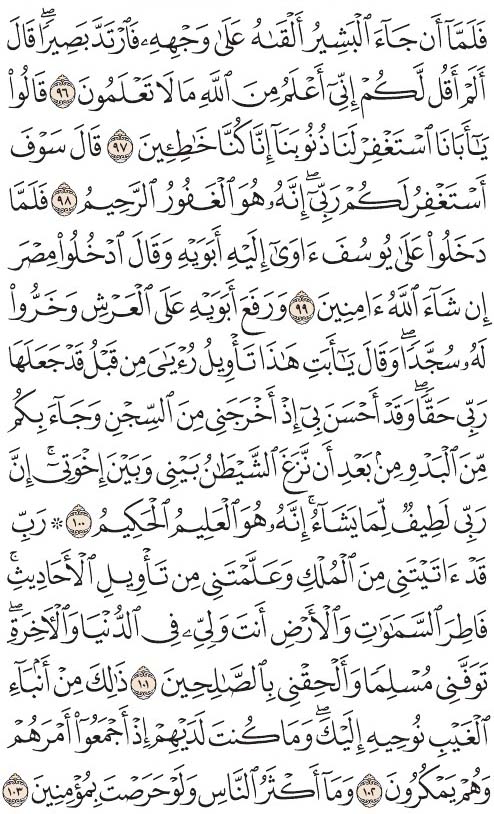 فَلَمَّآ أَن جَآءَ ٱلْبَشِيرُ أَلْقَىٰهُ عَلَىٰ وَجْهِهِۦ فَٱرْتَدَّ بَصِيرًۭا ۖ قَالَ
أَلَمْ أَقُل لَّكُمْ إِنِّىٓ أَعْلَمُ مِنَ ٱللَّهِ مَا لَا تَعْلَمُونَ ٩٦ قَالُوا۟
يَـٰٓأَبَانَا ٱسْتَغْفِرْ لَنَا ذُنُوبَنَآ إِنَّا كُنَّا خَـٰطِـِٔينَ ٩٧ قَالَ سَوْفَ
أَسْتَغْفِرُ لَكُمْ رَبِّىٓ ۖ إِنَّهُۥ هُوَ ٱلْغَفُورُ ٱلرَّحِيمُ ٩٨ فَلَمَّا
دَخَلُوا۟ عَلَىٰ يُوسُفَ ءَاوَىٰٓ إِلَيْهِ أَبَوَيْهِ وَقَالَ ٱدْخُلُوا۟ مِصْرَ
إِن شَآءَ ٱللَّهُ ءَامِنِينَ ٩٩ وَرَفَعَ أَبَوَيْهِ عَلَى ٱلْعَرْشِ وَخَرُّوا۟
لَهُۥ سُجَّدًۭا ۖ وَقَالَ يَـٰٓأَبَتِ هَـٰذَا تَأْوِيلُ رُءْيَـٰىَ مِن قَبْلُ قَدْ جَعَلَهَا
رَبِّى حَقًّۭا ۖ وَقَدْ أَحْسَنَ بِىٓ إِذْ أَخْرَجَنِى مِنَ ٱلسِّجْنِ وَجَآءَ بِكُم
مِّنَ ٱلْبَدْوِ مِنۢ بَعْدِ أَن نَّزَغَ ٱلشَّيْطَـٰنُ بَيْنِى وَبَيْنَ إِخْوَتِىٓ ۚ إِنَّ
رَبِّى لَطِيفٌۭ لِّمَا يَشَآءُ ۚ إِنَّهُۥ هُوَ ٱلْعَلِيمُ ٱلْحَكِيمُ ١٠٠ ۞ رَبِّ
قَدْ ءَاتَيْتَنِى مِنَ ٱلْمُلْكِ وَعَلَّمْتَنِى مِن تَأْوِيلِ ٱلْأَحَادِيثِ ۚ
فَاطِرَ ٱلسَّمَـٰوَٰتِ وَٱلْأَرْضِ أَنتَ وَلِىِّۦ فِى ٱلدُّنْيَا وَٱلْـَٔاخِرَةِ ۖ
تَوَفَّنِى مُسْلِمًۭا وَأَلْحِقْنِى بِٱلصَّـٰلِحِينَ ١٠١ ذَٰلِكَ مِنْ أَنۢبَآءِ
ٱلْغَيْبِ نُوحِيهِ إِلَيْكَ ۖ وَمَا كُنتَ لَدَيْهِمْ إِذْ أَجْمَعُوٓا۟ أَمْرَهُمْ
وَهُمْ يَمْكُرُونَ ١٠٢ وَمَآ أَكْثَرُ ٱلنَّاسِ وَلَوْ حَرَصْتَ بِمُؤْمِنِينَ ١٠٣